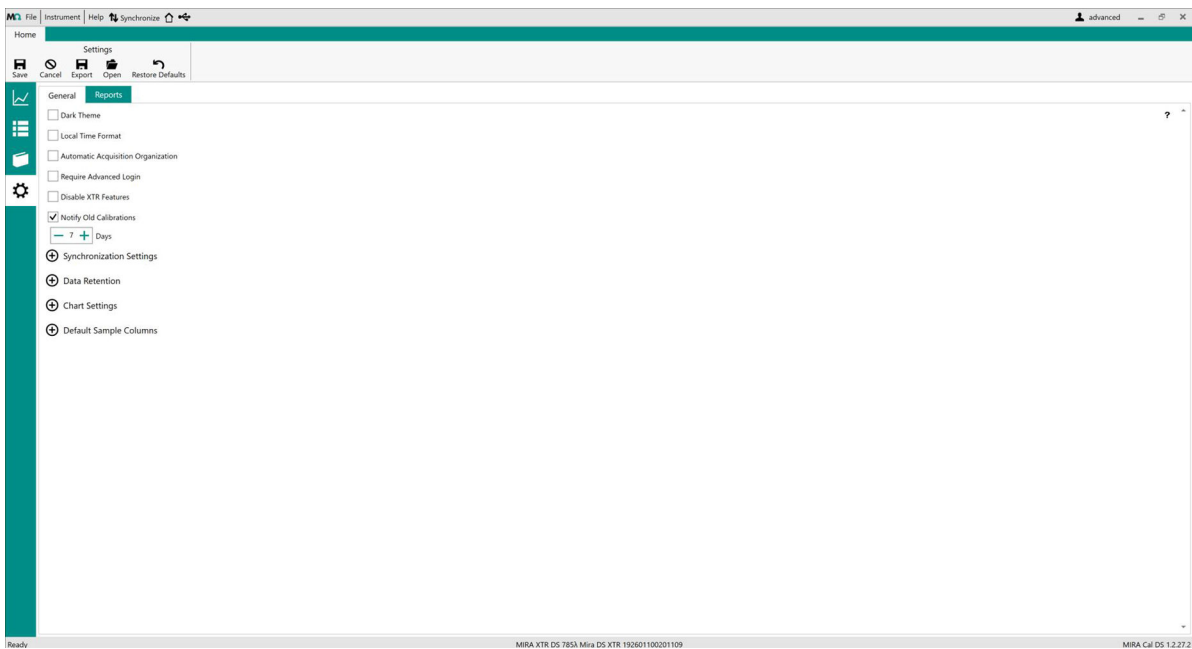 MΩ File Instrument Help Synchronize advanced
Home
Settings
Save Cancel Export Open Restore Defaults
General Reports
Dark Theme ?
Local Time Format
Automatic Acquisition Organization
Require Advanced Login
Disable XTR Features
Notify Old Calibrations
7 Days
Synchronization Settings
Data Retention
Chart Settings
Default Sample Columns
Ready MIRA XTR DS 785λ Mira DS XTR 192601100201109 MIRA Cal DS 1.2.27.2